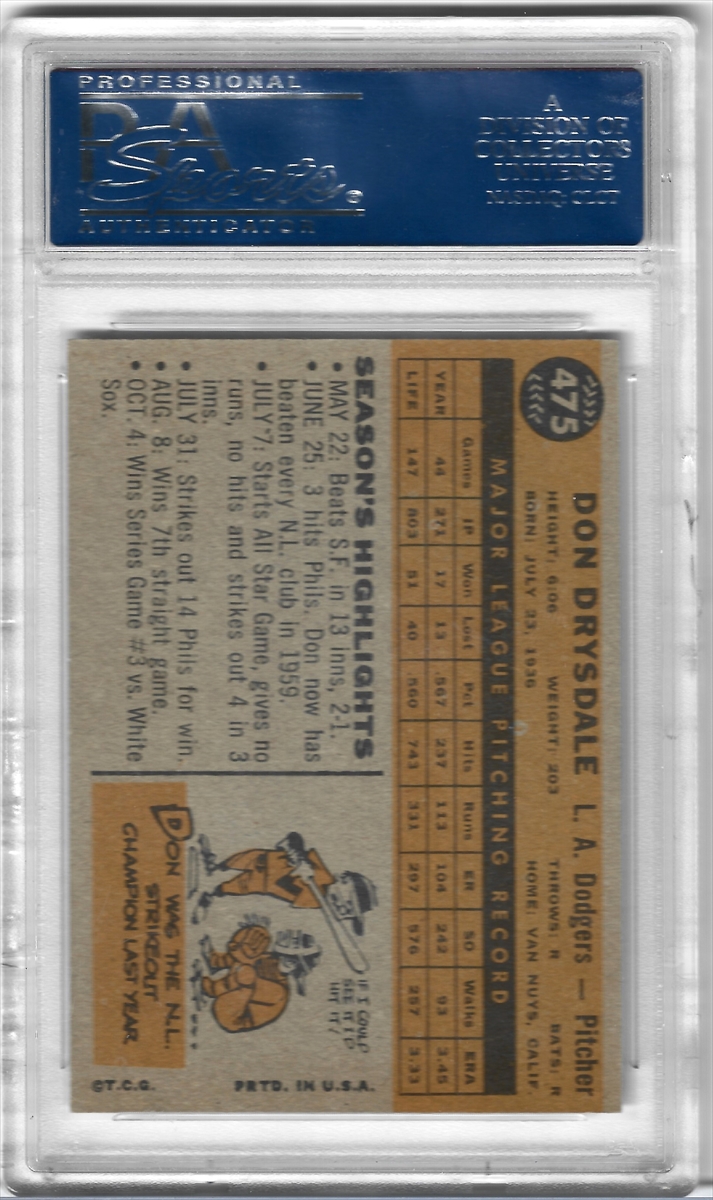 PROFESSIONAL
PSA
Sports®
AUTHENTICATOR
A
DIVISION OF
COLLECTORS
UNIVERSE
NASDAQ: CLCT
475
DON DRYSDALE L. A. Dodgers — Pitcher
HEIGHT: 6:06 WEIGHT: 203 THROWS: R BATS: R
BORN: JULY 23, 1936 HOME: VAN NUYS, CALIF.
MAJOR LEAGUE PITCHING RECORD
Games IP Won Lost Pct Hits Runs ER SO Walks ERA
YEAR 44 271 17 13 .567 237 113 104 242 93 3.45
LIFE 147 803 51 40 .560 743 331 297 576 257 3.33
SEASON'S HIGHLIGHTS
• MAY 22: Beats S.F. in 13 inns, 2-1.
• JUNE 25: 3 hits Phils. Don now has
beaten every N.L. club in 1959.
• JULY 7: Starts All Star Game, gives no
runs, no hits and strikes out 4 in 3
inns.
• JULY 31: Strikes out 14 Phils for win.
• AUG. 8: Wins 7th straight game.
• OCT. 4: Wins Series Game #3 vs. White
Sox.
IF I COULD
SEE IT I'D
HIT IT!
DON WAS THE N.L.
STRIKEOUT
CHAMPION LAST YEAR
©T.C.G. PRTD. IN U.S.A.